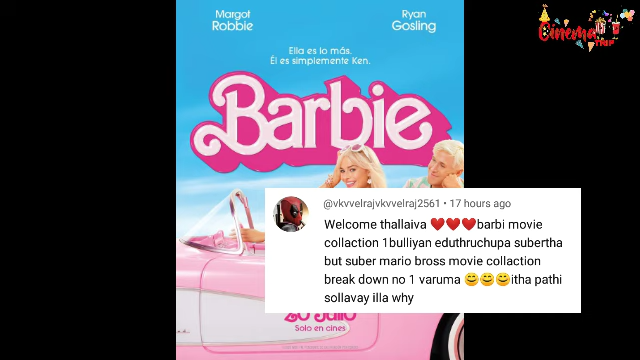 Margot
Robbie
Ryan
Gosling
Cinema
TRIP
Ella es lo más.
Él es simplemente Ken.
Barbie
@vkvvelrajvkvvelraj2561 • 17 hours ago
Welcome thallaiva ❤️❤️❤️barbi movie
collaction 1bulliyan eduthruchupa subertha
but suber mario bross movie collaction
break down no 1 varuma 😊😊😊itha pathi
sollavay illa why
20 Julio
Solo en cines